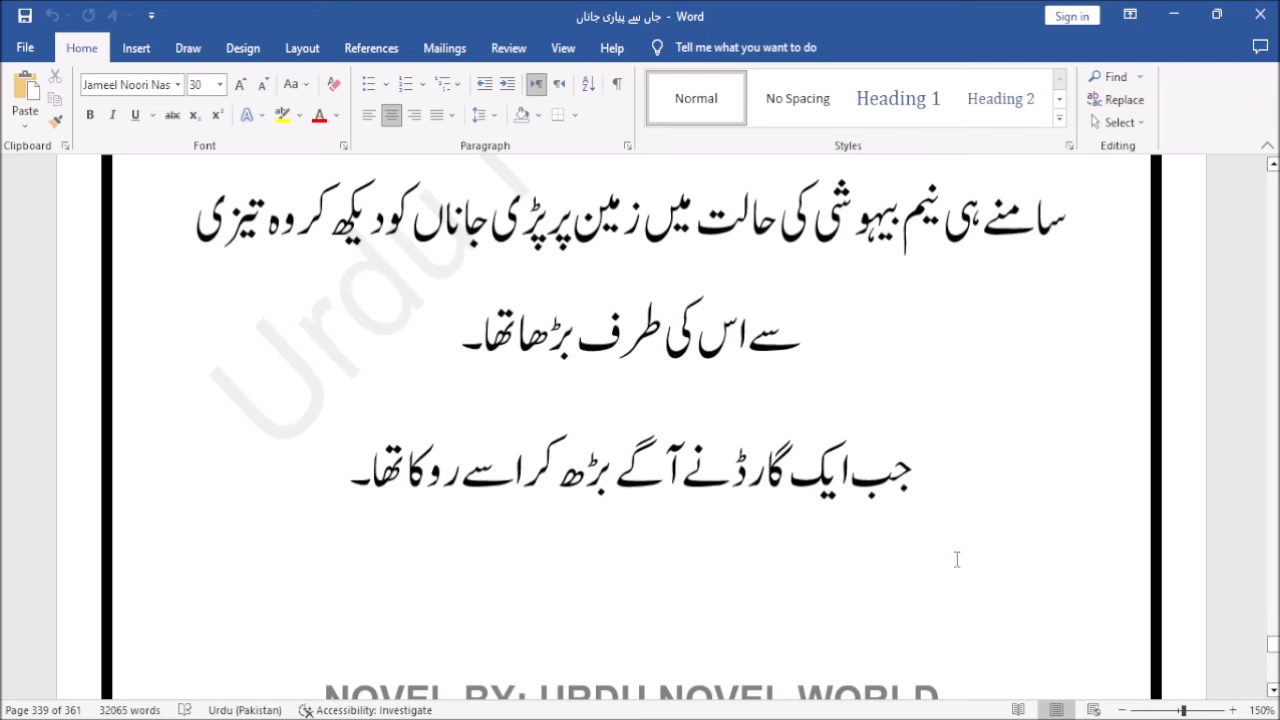 جاں سے پیاری جاناں - Word
Sign in
File Home Insert Draw Design Layout References Mailings Review View Help Tell me what you want to do
Paste
Jameel Noori Nas 30
Aa
B I U abc X₂ X²
Normal
No Spacing
Heading 1
Heading 2
Find
Replace
Select
Clipboard Font Paragraph Styles Editing
Urdu
سامنے ہی نیم بیہوشی کی حالت میں زمین پر پڑی جاناں کو دیکھ کر وہ تیزی
سے اس کی طرف بڑھا تھا۔
جب ایک گارڈ نے آگے بڑھ کر اسے روکا تھا۔
NOVEL BY: URDU NOVEL WORLD
Page 339 of 361 32065 words Urdu (Pakistan) Accessibility: Investigate 150%